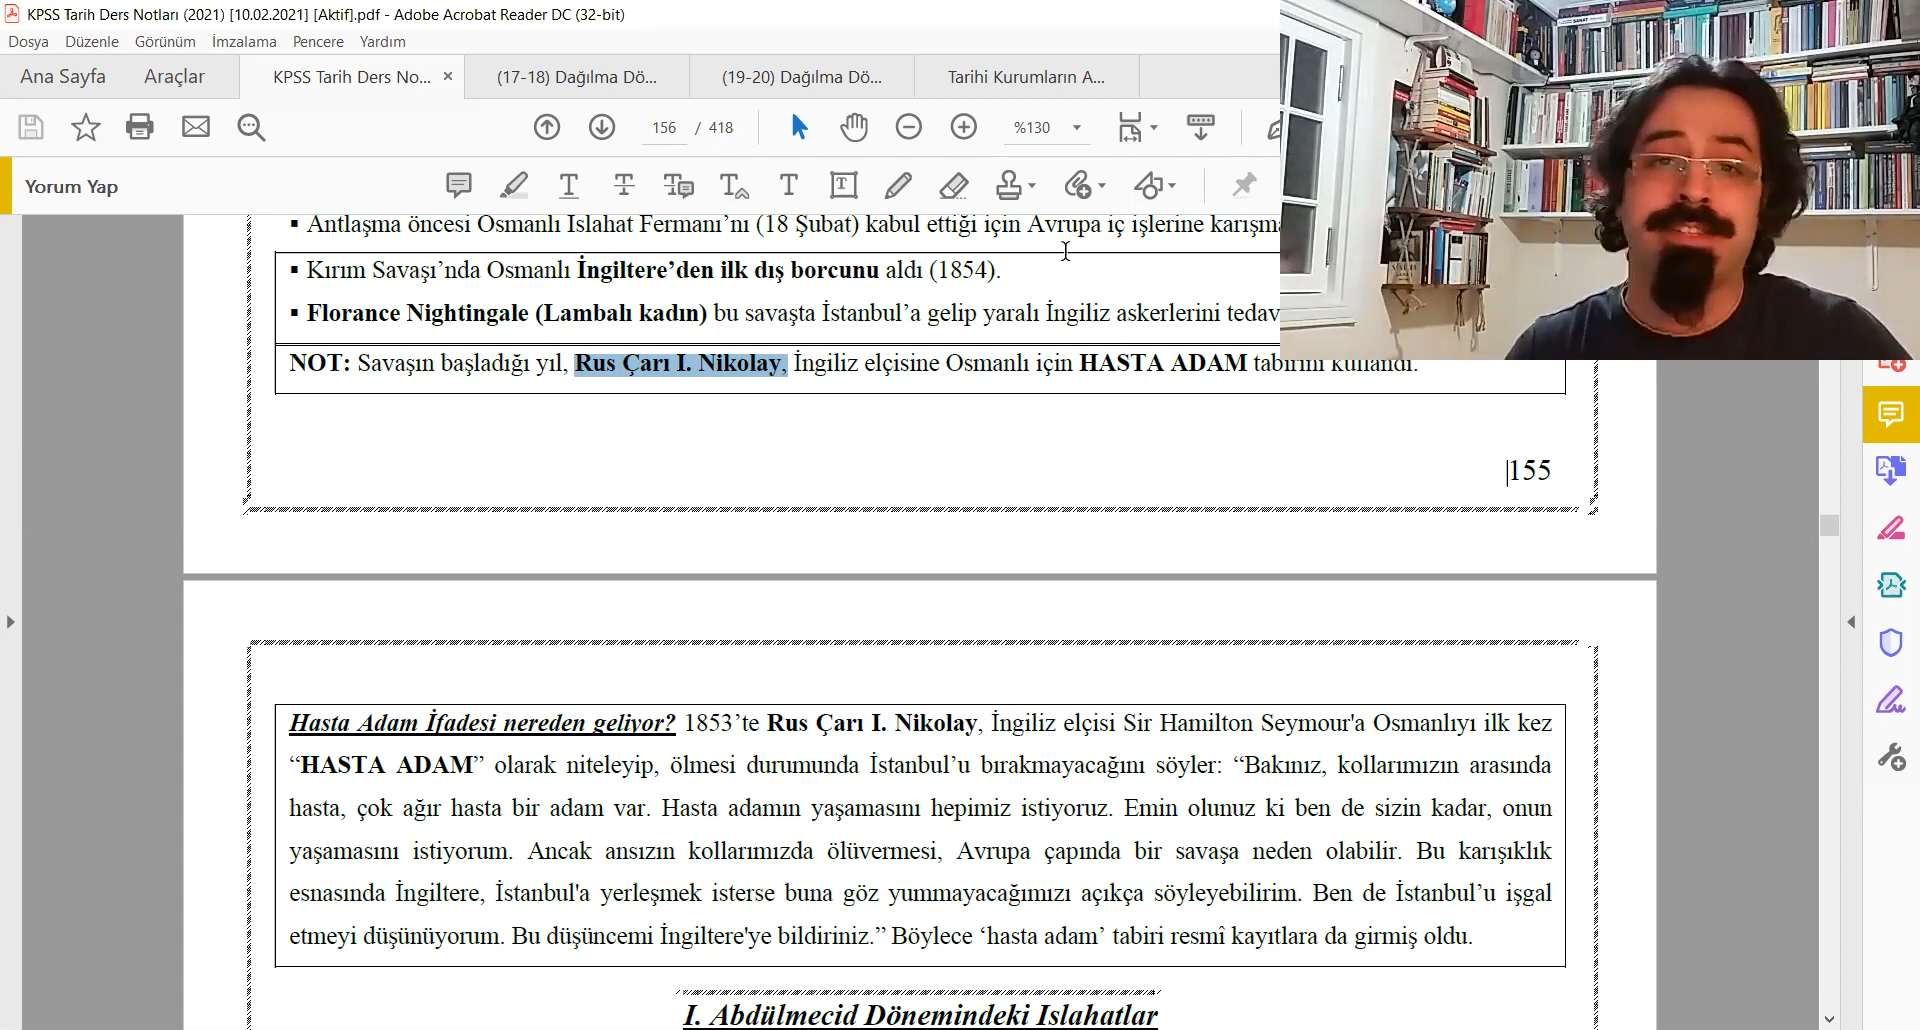 KPSS Tarih Ders Notları (2021) [10.02.2021] [Aktif].pdf - Adobe Acrobat Reader DC (32-bit)
Dosya Düzenle Görünüm İmzalama Pencere Yardım
Ana Sayfa Araçlar KPSS Tarih Ders No... × (17-18) Dağılma Dö... (19-20) Dağılma Dö... Tarihi Kurumların A...
156 / 418 %130
Yorum Yap
▪ Antlaşma öncesi Osmanlı Islahat Fermanı’nı (18 Şubat) kabul ettiği için Avrupa iç işlerine karışma
▪ Kırım Savaşı’nda Osmanlı İngiltere’den ilk dış borcunu aldı (1854).
▪ Florance Nightingale (Lambalı kadın) bu savaşta İstanbul’a gelip yaralı İngiliz askerlerini tedav
NOT: Savaşın başladığı yıl, Rus Çarı I. Nikolay, İngiliz elçisine Osmanlı için HASTA ADAM tabirini kullandı.
|155
Hasta Adam İfadesi nereden geliyor? 1853’te Rus Çarı I. Nikolay, İngiliz elçisi Sir Hamilton Seymour'a Osmanlıyı ilk kez
“HASTA ADAM” olarak niteleyip, ölmesi durumunda İstanbul’u bırakmayacağını söyler: “Bakınız, kollarımızın arasında
hasta, çok ağır hasta bir adam var. Hasta adamın yaşamasını hepimiz istiyoruz. Emin olunuz ki ben de sizin kadar, onun
yaşamasını istiyorum. Ancak ansızın kollarımızda ölüvermesi, Avrupa çapında bir savaşa neden olabilir. Bu karışıklık
esnasında İngiltere, İstanbul'a yerleşmek isterse buna göz yummayacağımızı açıkça söyleyebilirim. Ben de İstanbul’u işgal
etmeyi düşünüyorum. Bu düşüncemi İngiltere'ye bildiriniz.” Böylece ‘hasta adam’ tabiri resmî kayıtlara da girmiş oldu.
I. Abdülmecid Dönemindeki Islahatlar